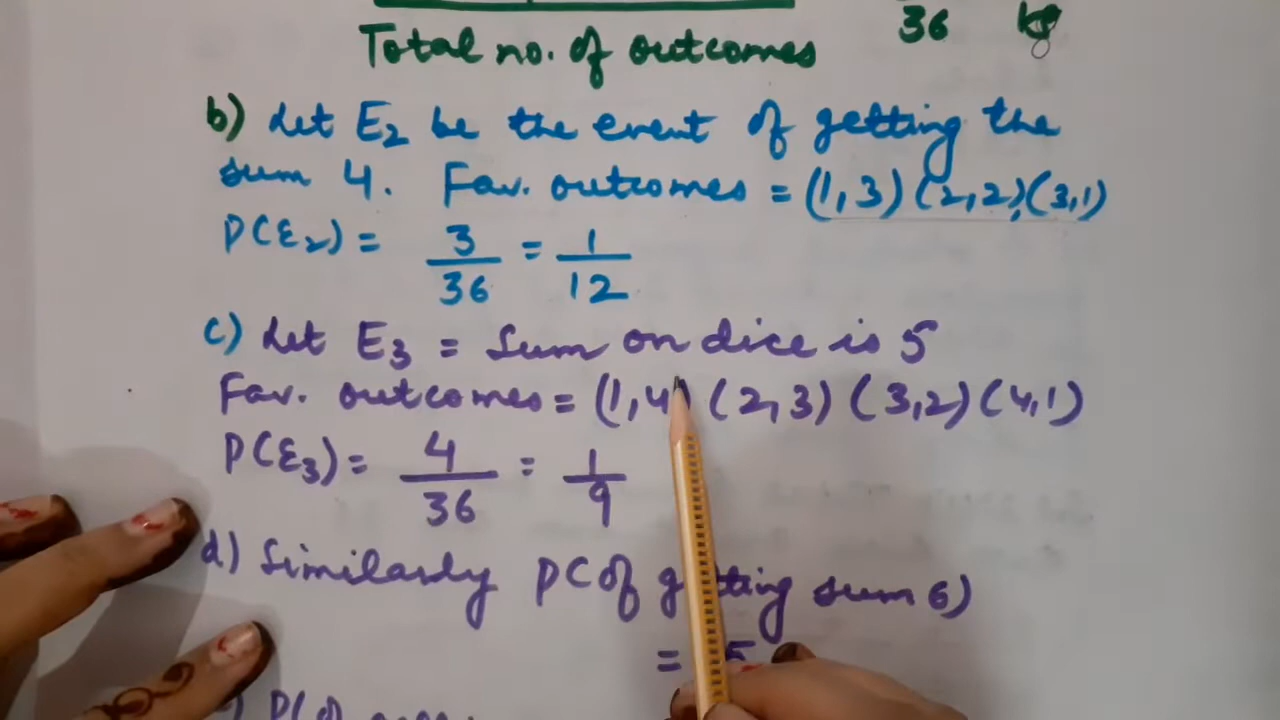 Total no. of outcomes
36
b) Let E2 be the event of getting the
sum 4. Fav. outcomes = (1,3) (2,2), (3,1)
P(E2) = 3/36 = 1/12
c) Let E3 = Sum on dice is 5
Fav. outcomes = (1,4) (2,3) (3,2) (4,1)
P(E3) = 4/36 = 1/9
d) Similarly P(of getting sum 6)
= 5